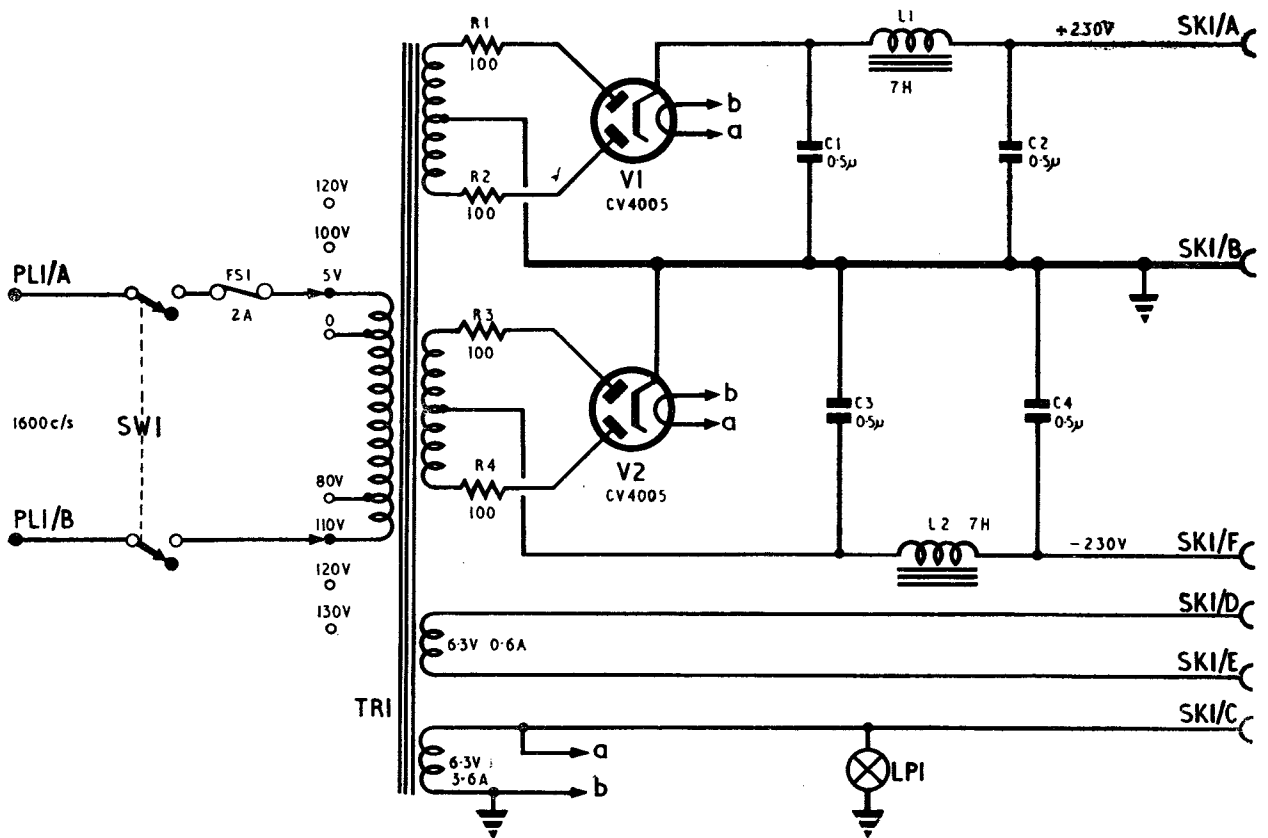 R1
100
R2
100
V1
CV4005
b
a
L1
7H
+230V
SK1/A
C1
0·5μ
C2
0·5μ
SK1/B
120V
100V
5V
0
PL1/A
FS1
2A
1600c/s
SW1
80V
110V
PL1/B
120V
130V
R3
100
R4
100
V2
CV4005
b
a
C3
0·5μ
C4
0·5μ
L2 7H
-230V
SK1/F
SK1/D
6·3V 0·6A
SK1/E
TR1
SK1/C
a
6·3V
3·6A
b
LP1